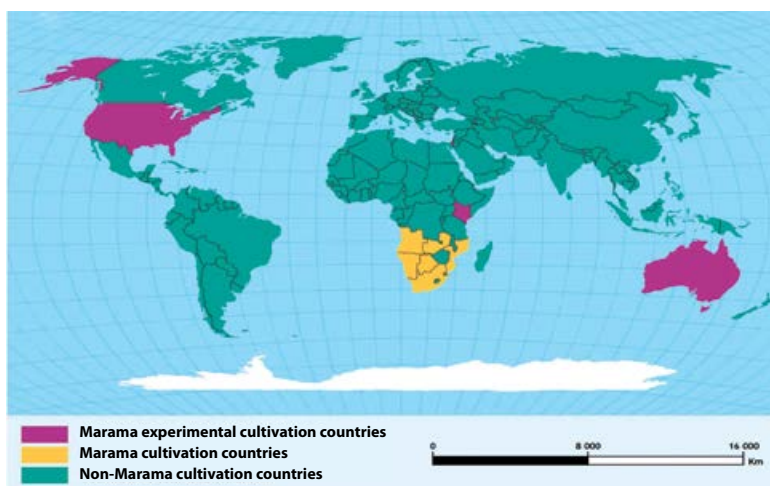 Marama experimental cultivation countries
Marama cultivation countries
Non-Marama cultivation countries
0 8 000 16 000
Km